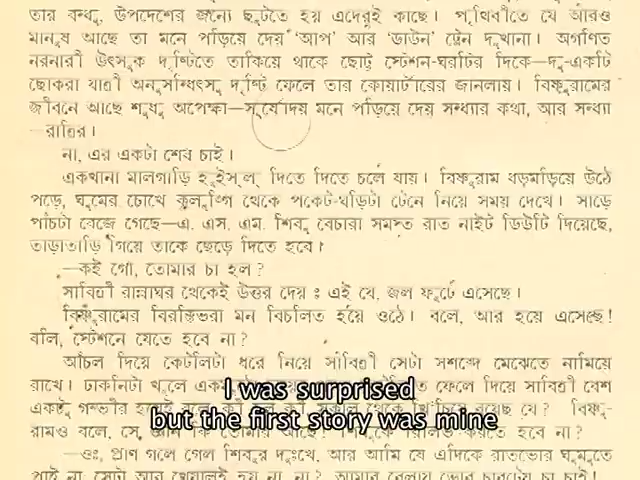 তার বন্ধু, উপদেশের জন্যে ছুটতে হয় এদেরই কাছে। পৃথিবীতে যে আরও
মানুষ আছে তা মনে পড়িয়ে দেয় 'আপ' আর 'ডাউন' ট্রেন দুখানা। অগণিত
নরনারী উৎসুক দৃষ্টিতে তাকিয়ে থাকে ছোট্ট স্টেশন-ঘরটির দিকে—দু-একটি
ছোকরা যাত্রী অনুসন্ধিৎসু দৃষ্টি ফেলে তার কোয়ার্টারের জানলায়। বিষ্ণুরামের
জীবনে আছে শুধু অপেক্ষা—সূর্যোদয় মনে পড়িয়ে দেয় সন্ধ্যার কথা, আর সন্ধ্যা
—রাত্রির।
না, এর একটা শেষ চাই।
একখানা মালগাড়ি হুইস্‌ল্‌ দিতে দিতে চলে যায়। বিষ্ণুরাম ধড়মড়িয়ে উঠে
পড়ে, ঘুমের চোখে কুলুঙ্গি থেকে পকেট-ঘড়িটা টেনে নিয়ে সময় দেখে। সাড়ে
পাঁচটা বেজে গেছে—এ. এস. এম. শিবু বেচারা সমস্ত রাত নাইট ডিউটি দিয়েছে,
তাড়াতাড়ি গিয়ে তাকে ছেড়ে দিতে হবে।
—কই গো, তোমার চা হল?
সাবিত্রী রান্নাঘর থেকেই উত্তর দেয় ঃ এই যে, জল ফুটে এসেছে।
বিষ্ণুরামের বিরক্তিভরা মন বিচলিত হয়ে ওঠে। বলে, আর হয়ে এসেছে!
বলি, স্টেশনে যেতে হবে না?
আঁচল দিয়ে কেটলিটা ধরে নিয়ে সাবিত্রী সেটা সশব্দে মেঝেতে নামিয়ে
রাখে। ঢাকনিটা খুলে ফেলে দিয়ে সাবিত্রী বেশ
I was surprised
একটু গম্ভীর সকাল থেকে যে? বিষ্ণু-
but the first story was mine
রামও বলে, সে করতে হবে না?
—ওঃ, প্রাণ গলে গেল শিবুর দুঃখে, আর আমি যে এদিকে রাতভোর ঘুমুতে